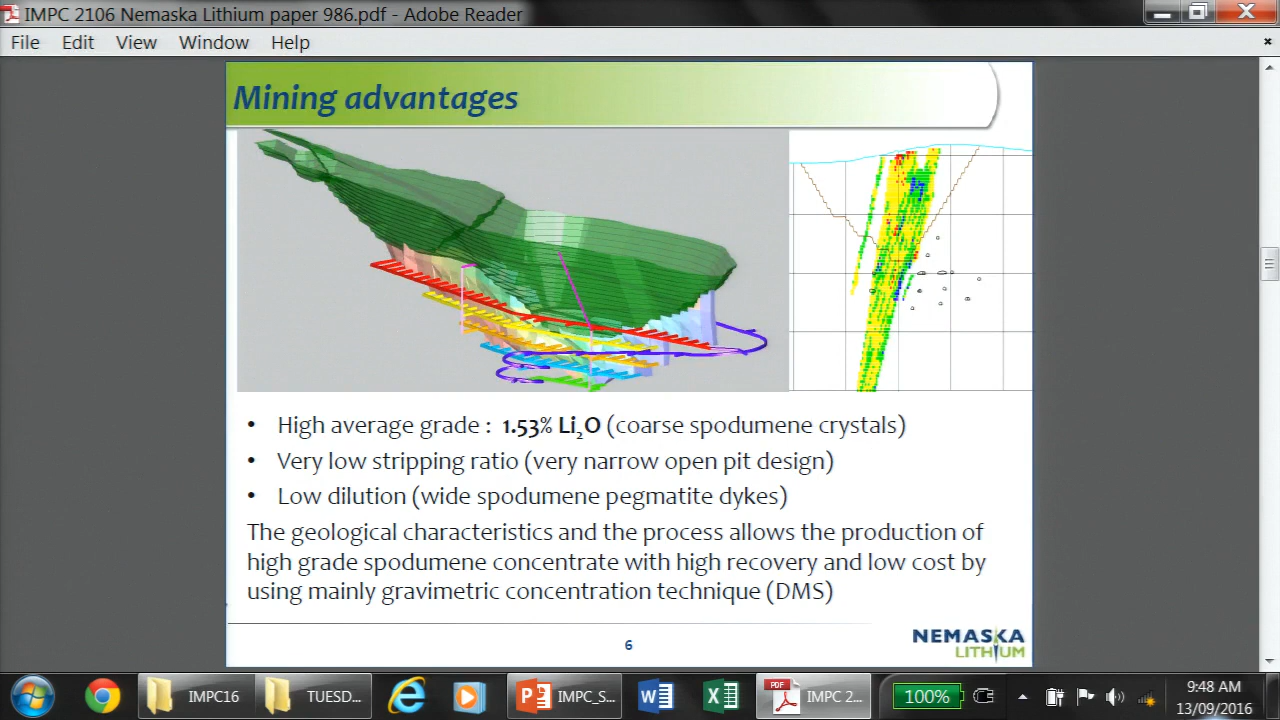 IMPC 2106 Nemaska Lithium paper 986.pdf - Adobe Reader
File Edit View Window Help
Mining advantages
• High average grade : 1.53% Li₂O (coarse spodumene crystals)
• Very low stripping ratio (very narrow open pit design)
• Low dilution (wide spodumene pegmatite dykes)
The geological characteristics and the process allows the production of
high grade spodumene concentrate with high recovery and low cost by
using mainly gravimetric concentration technique (DMS)
6
NEMASKA
LITHIUM
IMPC16
TUESD...
IMPC_S...
PDF
IMPC 2...
100%
9:48 AM
13/09/2016